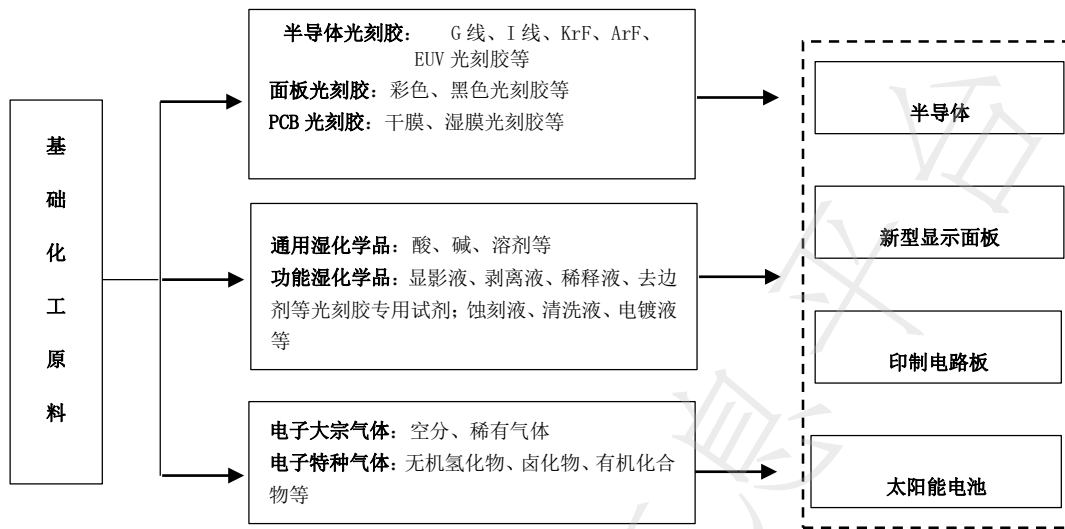 基
础
化
工
原
料
半导体光刻胶： G 线、I 线、KrF、ArF、
EUV 光刻胶等
面板光刻胶：彩色、黑色光刻胶等
PCB 光刻胶：干膜、湿膜光刻胶等
通用湿化学品：酸、碱、溶剂等
功能湿化学品：显影液、剥离液、稀释液、去边
剂等光刻胶专用试剂；蚀刻液、清洗液、电镀液
等
电子大宗气体：空分、稀有气体
电子特种气体：无机氢化物、卤化物、有机化合
物等
半导体
新型显示面板
印制电路板
太阳能电池